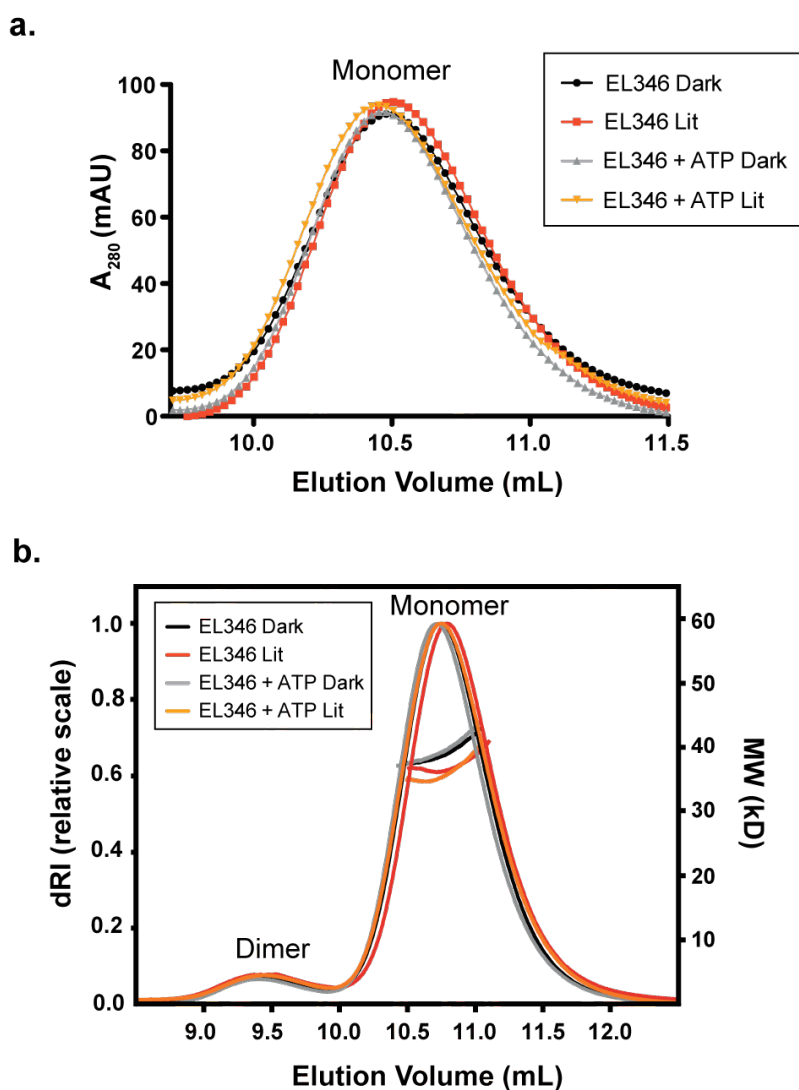 a.
Monomer
EL346 Dark
EL346 Lit
EL346 + ATP Dark
EL346 + ATP Lit
A280 (mAU)
100
80
60
40
20
0
10.0 10.5 11.0 11.5
Elution Volume (mL)
b.
Monomer
EL346 Dark
EL346 Lit
EL346 + ATP Dark
EL346 + ATP Lit
Dimer
dRI (relative scale)
1.0
0.8
0.6
0.4
0.2
0.0
MW (kD)
60
50
40
30
20
10
9.0 9.5 10.0 10.5 11.0 11.5 12.0
Elution Volume (mL)